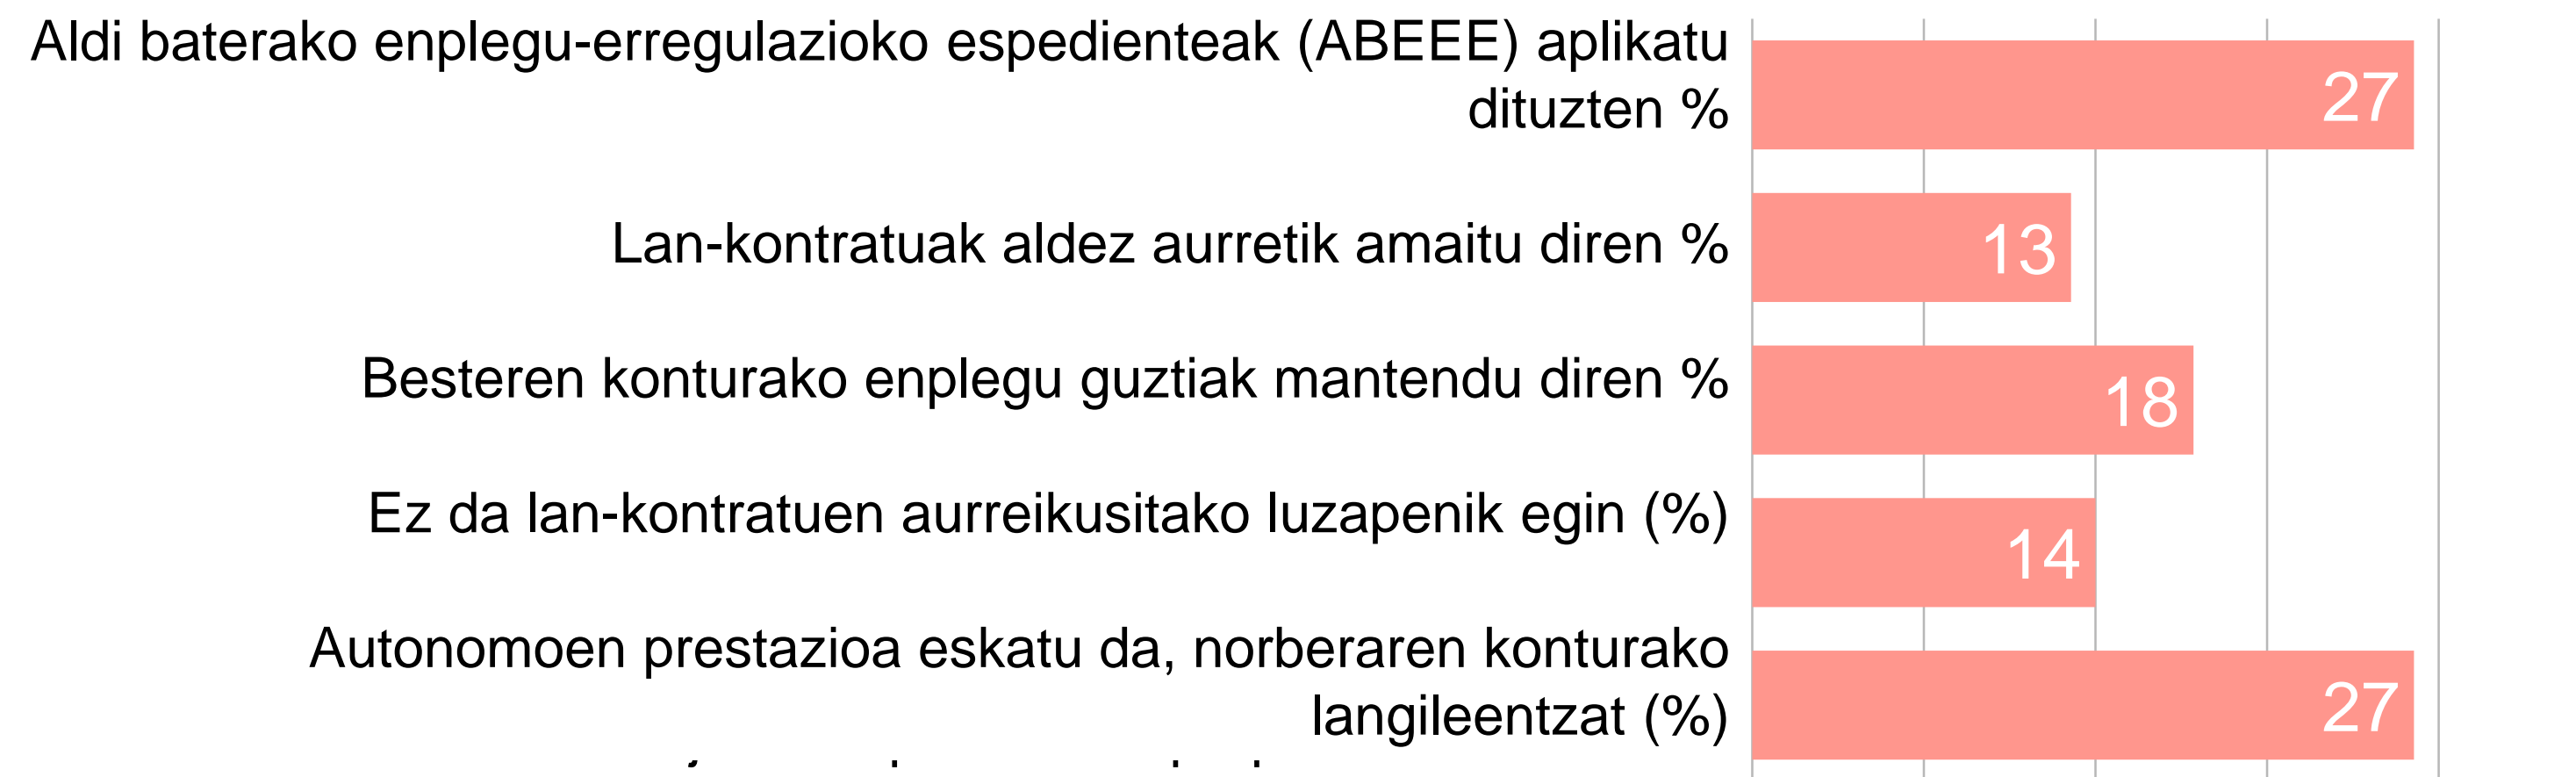 Aldi baterako enplegu-erregulazioko espedienteak (ABEEE) aplikatu
dituzten %
27
Lan-kontratuak aldez aurretik amaitu diren %
13
Besteren konturako enplegu guztiak mantendu diren %
18
Ez da lan-kontratuen aurreikusitako luzapenik egin (%)
14
Autonomoen prestazioa eskatu da, norberaren konturako
langileentzat (%)
27